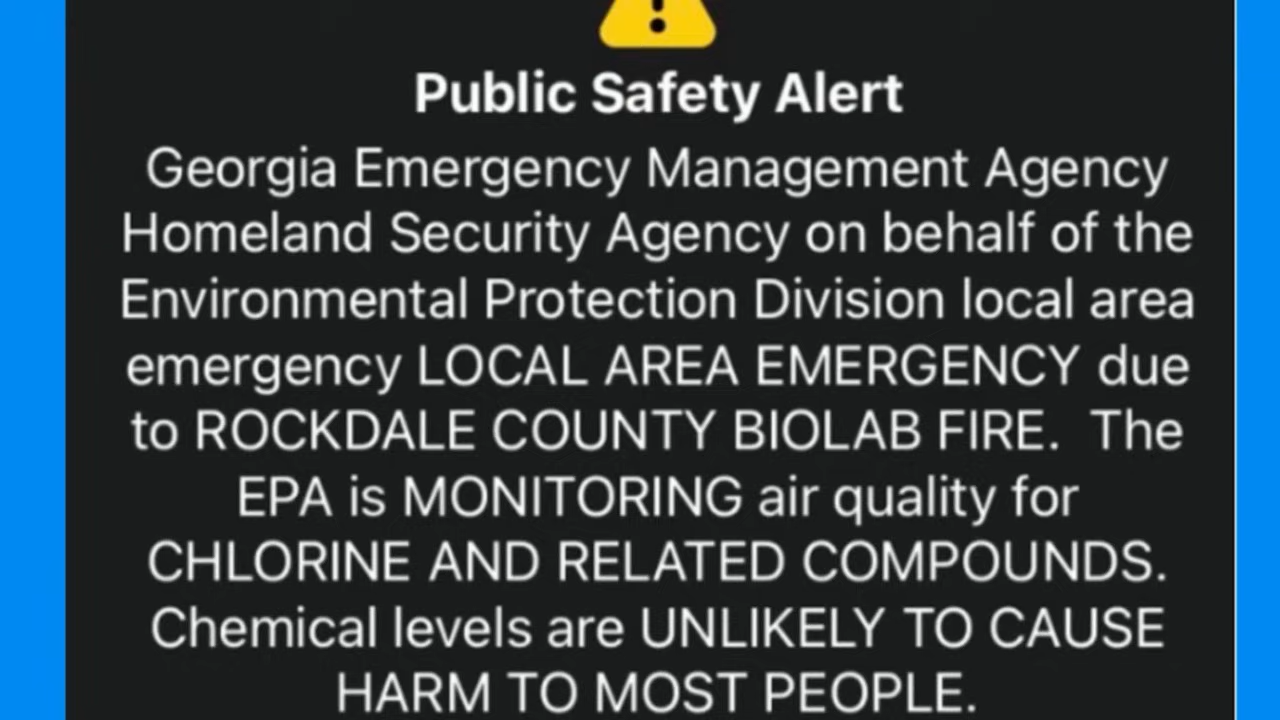 Public Safety Alert
Georgia Emergency Management Agency
Homeland Security Agency on behalf of the
Environmental Protection Division local area
emergency LOCAL AREA EMERGENCY due
to ROCKDALE COUNTY BIOLAB FIRE.  The
EPA is MONITORING air quality for
CHLORINE AND RELATED COMPOUNDS.
Chemical levels are UNLIKELY TO CAUSE
HARM TO MOST PEOPLE.